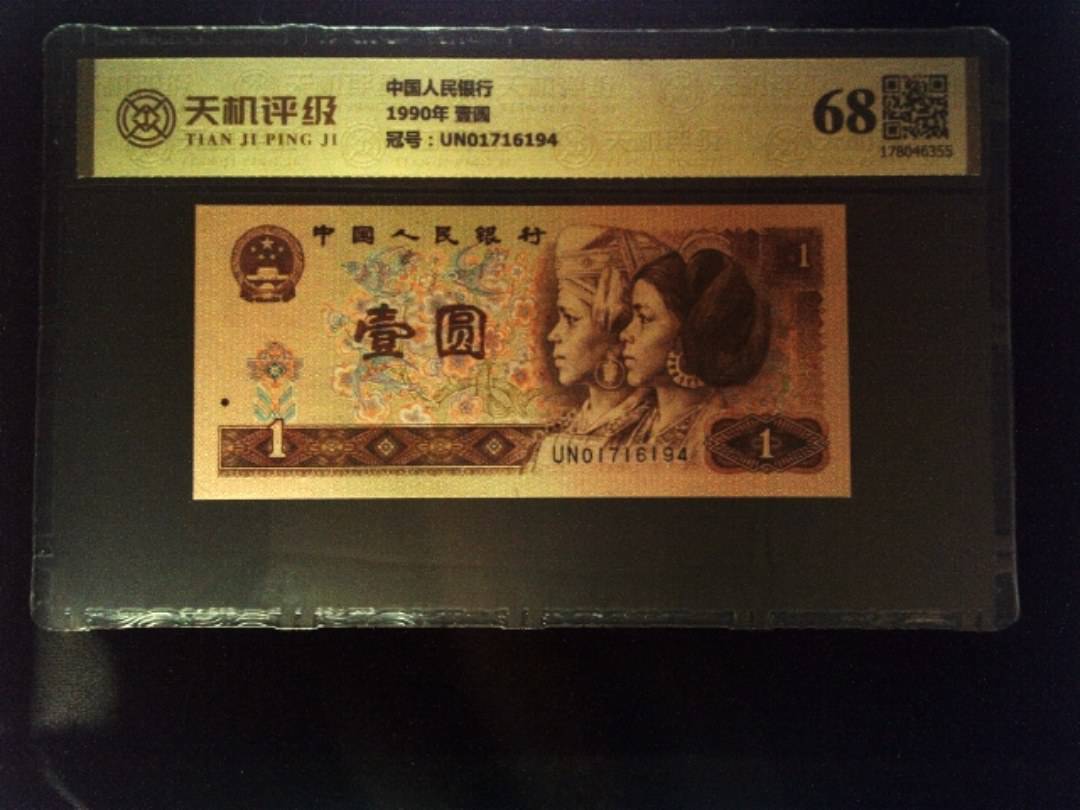 天机评级
TIAN JI PING JI
中国人民银行
1990年 壹圆
冠号：UN01716194
68
178046355
中国人民银行
1
壹圆
1
UN01716194
1